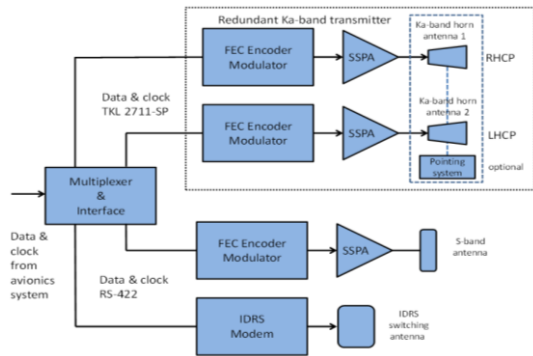 Redundant Ka-band transmitter
Ka-band horn
antenna 1
FEC Encoder
Modulator
SSPA
RHCP
Data & clock
TKL 2711-SP
Ka-band horn
antenna 2
FEC Encoder
Modulator
SSPA
LHCP
Pointing
system
optional
Multiplexer
&
Interface
Data &
clock
from
avionics
system
FEC Encoder
Modulator
SSPA
S-band
antenna
Data & clock
RS-422
IDRS
Modem
IDRS
switching
antenna